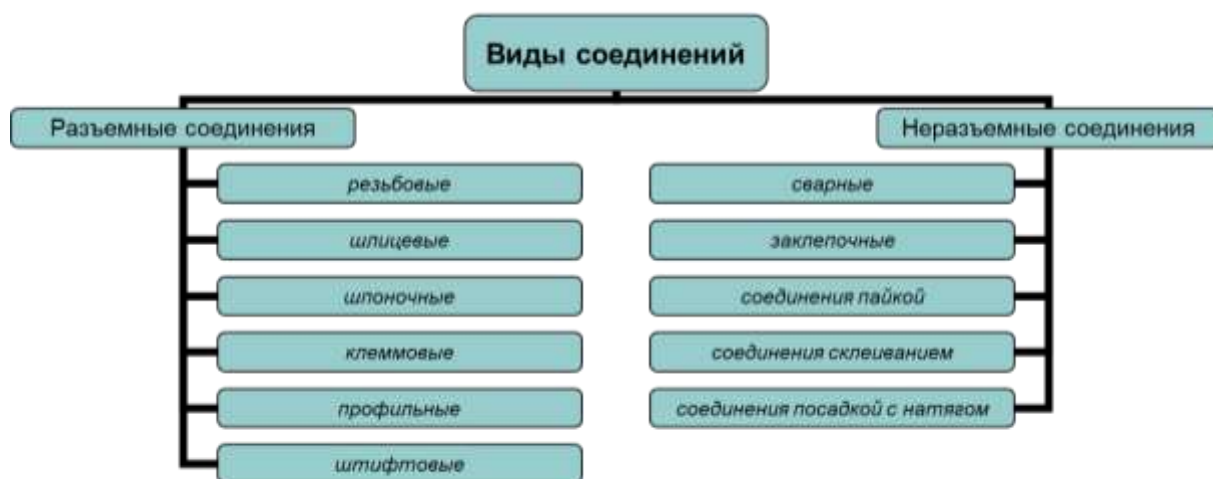 Виды соединений
Разъемные соединения
Неразъемные соединения
резьбовые
шлицевые
шпоночные
клеммовые
профильные
штифтовые
сварные
заклепочные
соединения пайкой
соединения склеиванием
соединения посадкой с натягом